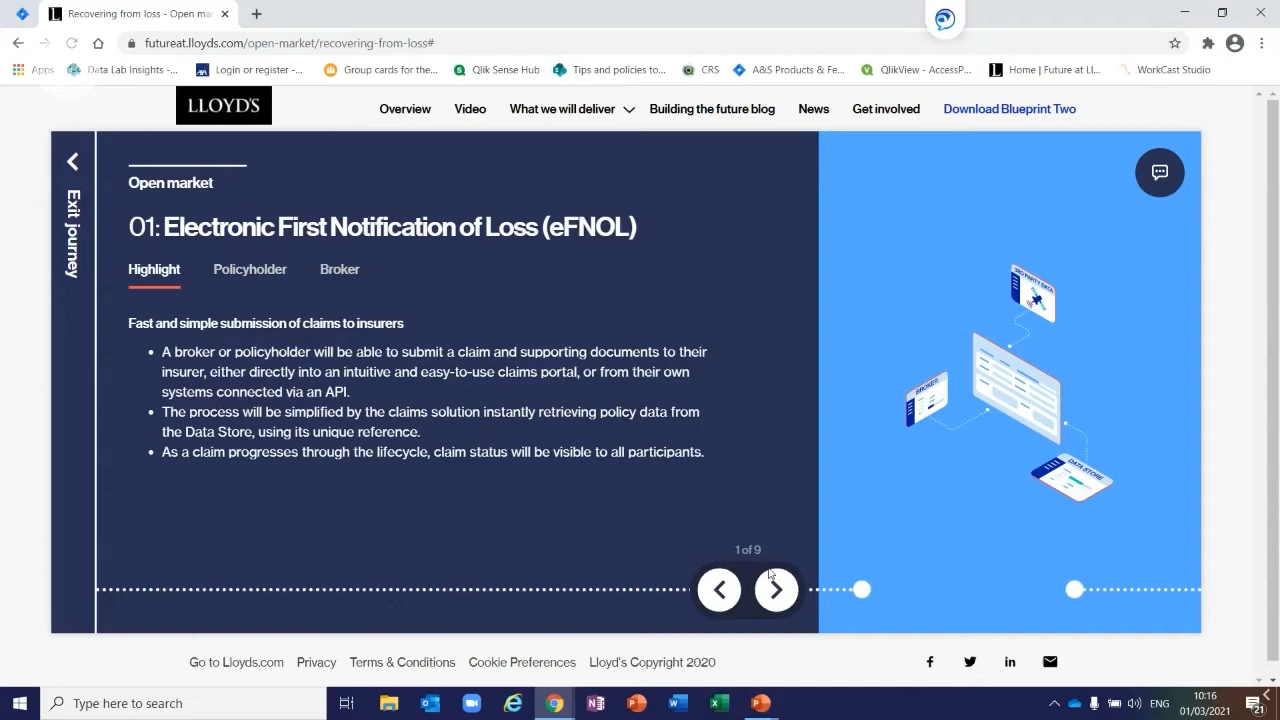 Recovering from loss - Open mar
futureat.lloyds.com/open-market/recovering-from-loss#
Apps
Data Lab Insights -...
Login or register -...
Group cards for the...
Qlik Sense Hub
Tips and policies to...
CRS
A&S Products & Fe...
QlikView - AccessP...
Home | Future at Ll...
WorkCast Studio
LLOYD'S
Overview
Video
What we will deliver
Building the future blog
News
Get involved
Download Blueprint Two
Exit journey
Open market
01: Electronic First Notification of Loss (eFNOL)
Highlight
Policyholder
Broker
Fast and simple submission of claims to insurers
• A broker or policyholder will be able to submit a claim and supporting documents to their
insurer, either directly into an intuitive and easy-to-use claims portal, or from their own
systems connected via an API.
• The process will be simplified by the claims solution instantly retrieving policy data from
the Data Store, using its unique reference.
• As a claim progresses through the lifecycle, claim status will be visible to all participants.
3RD PARTY DATA
BROKER
DATA STORE
1 of 9
Go to Lloyds.com
Privacy
Terms & Conditions
Cookie Preferences
Lloyd's Copyright 2020
Type here to search
ENG
10:16
01/03/2021
21